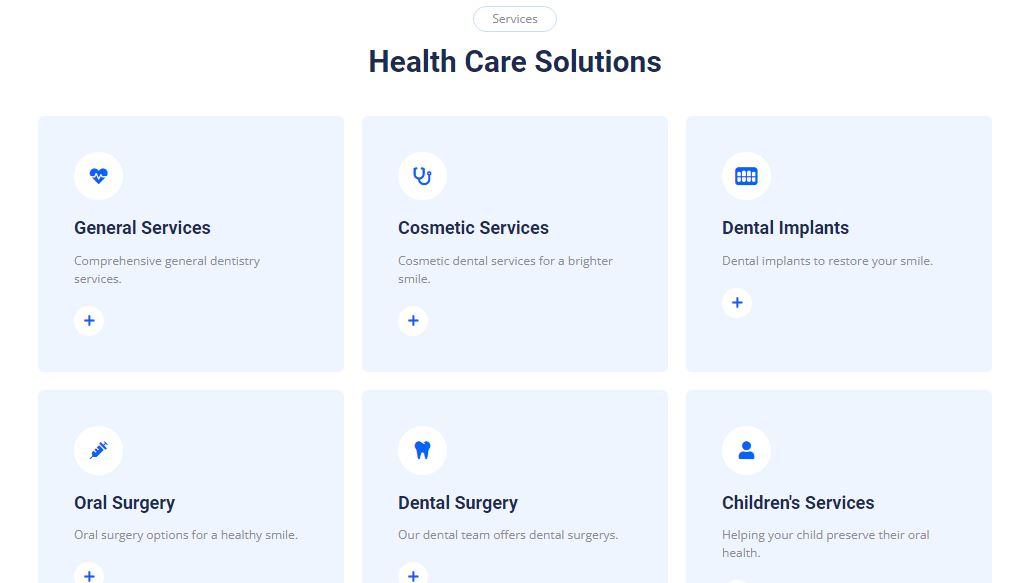 Services
Health Care Solutions
General Services
Comprehensive general dentistry
services.
Cosmetic Services
Cosmetic dental services for a brighter
smile.
Dental Implants
Dental implants to restore your smile.
Oral Surgery
Oral surgery options for a healthy smile.
Dental Surgery
Our dental team offers dental surgerys.
Children's Services
Helping your child preserve their oral
health.